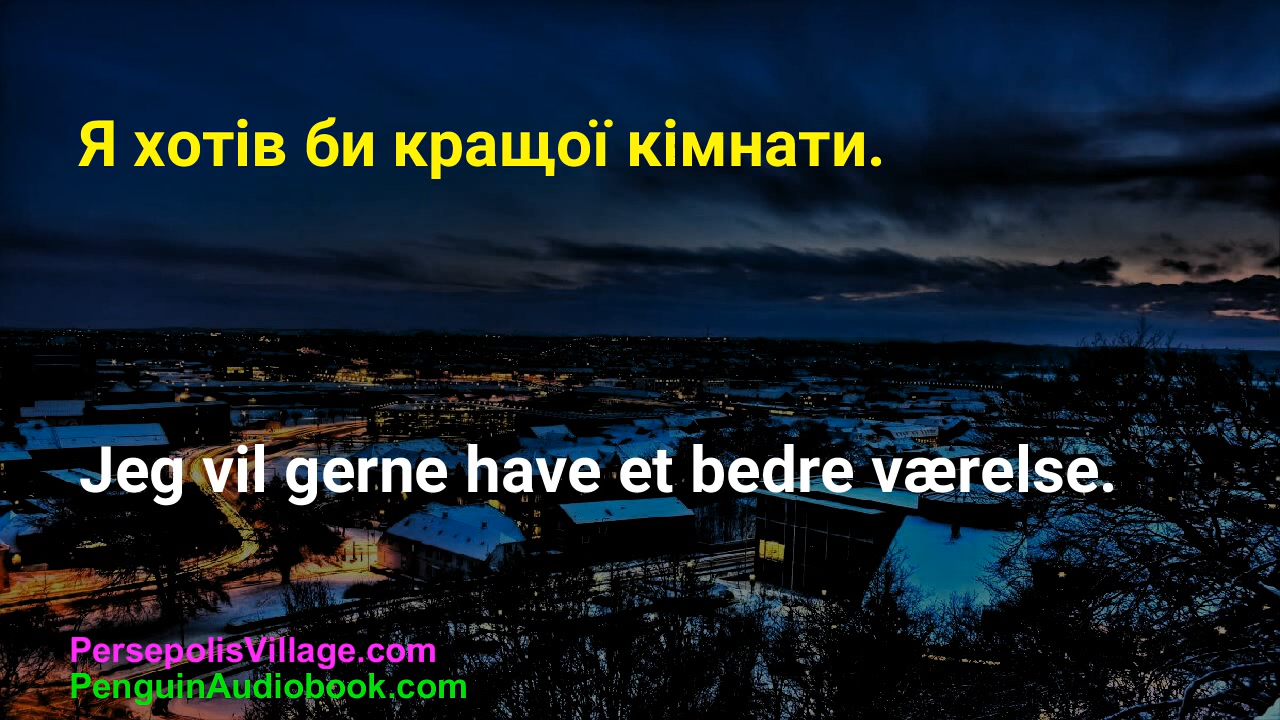 Я хотів би кращої кімнати.
Jeg vil gerne have et bedre værelse.
PersepolisVillage.com
PenguinAudiobook.com